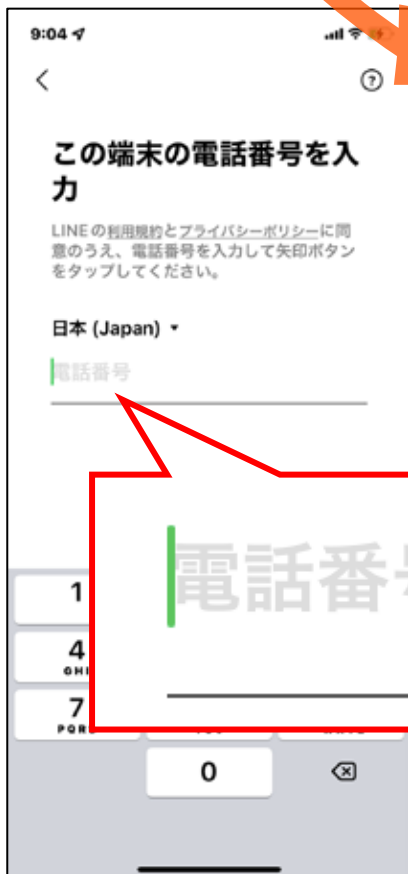 9:04
この端末の電話番号を入
力
LINEの利用規約とプライバシーポリシーに同
意のうえ、電話番号を入力して矢印ボタン
をタップしてください。
日本 (Japan)
電話番号
電話番
1
4
GHI
7
PQRS
0